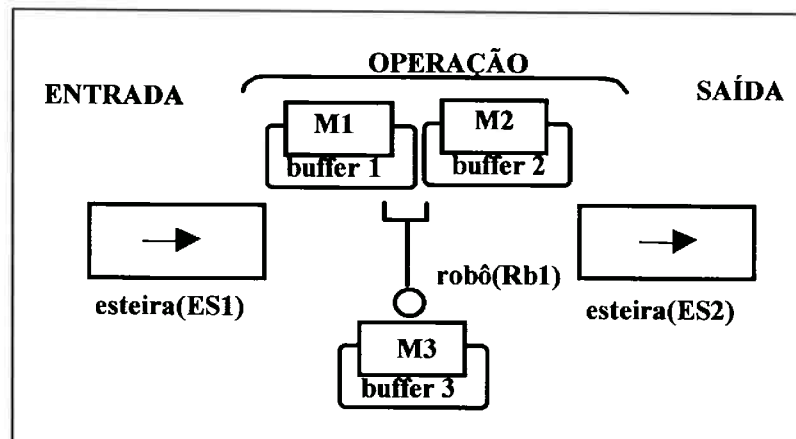 OPERAÇÃO
ENTRADA
SAÍDA
M1
M2
buffer 1
buffer 2
robô(Rb1)
esteira(ES1)
esteira(ES2)
M3
buffer 3